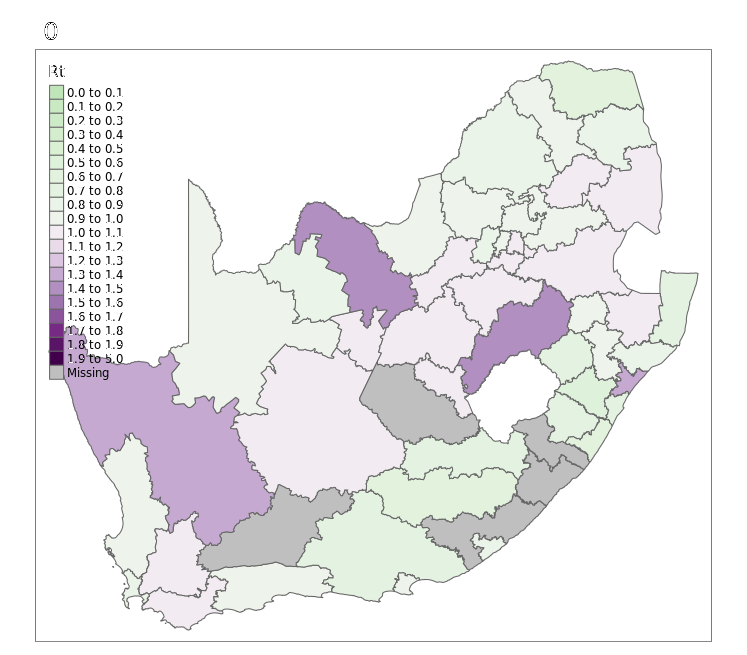 0
Rt
0.0 to 0.1
0.1 to 0.2
0.2 to 0.3
0.3 to 0.4
0.4 to 0.5
0.5 to 0.6
0.6 to 0.7
0.7 to 0.8
0.8 to 0.9
0.9 to 1.0
1.0 to 1.1
1.1 to 1.2
1.2 to 1.3
1.3 to 1.4
1.4 to 1.5
1.5 to 1.6
1.6 to 1.7
1.7 to 1.8
1.8 to 1.9
1.9 to 5.0
Missing